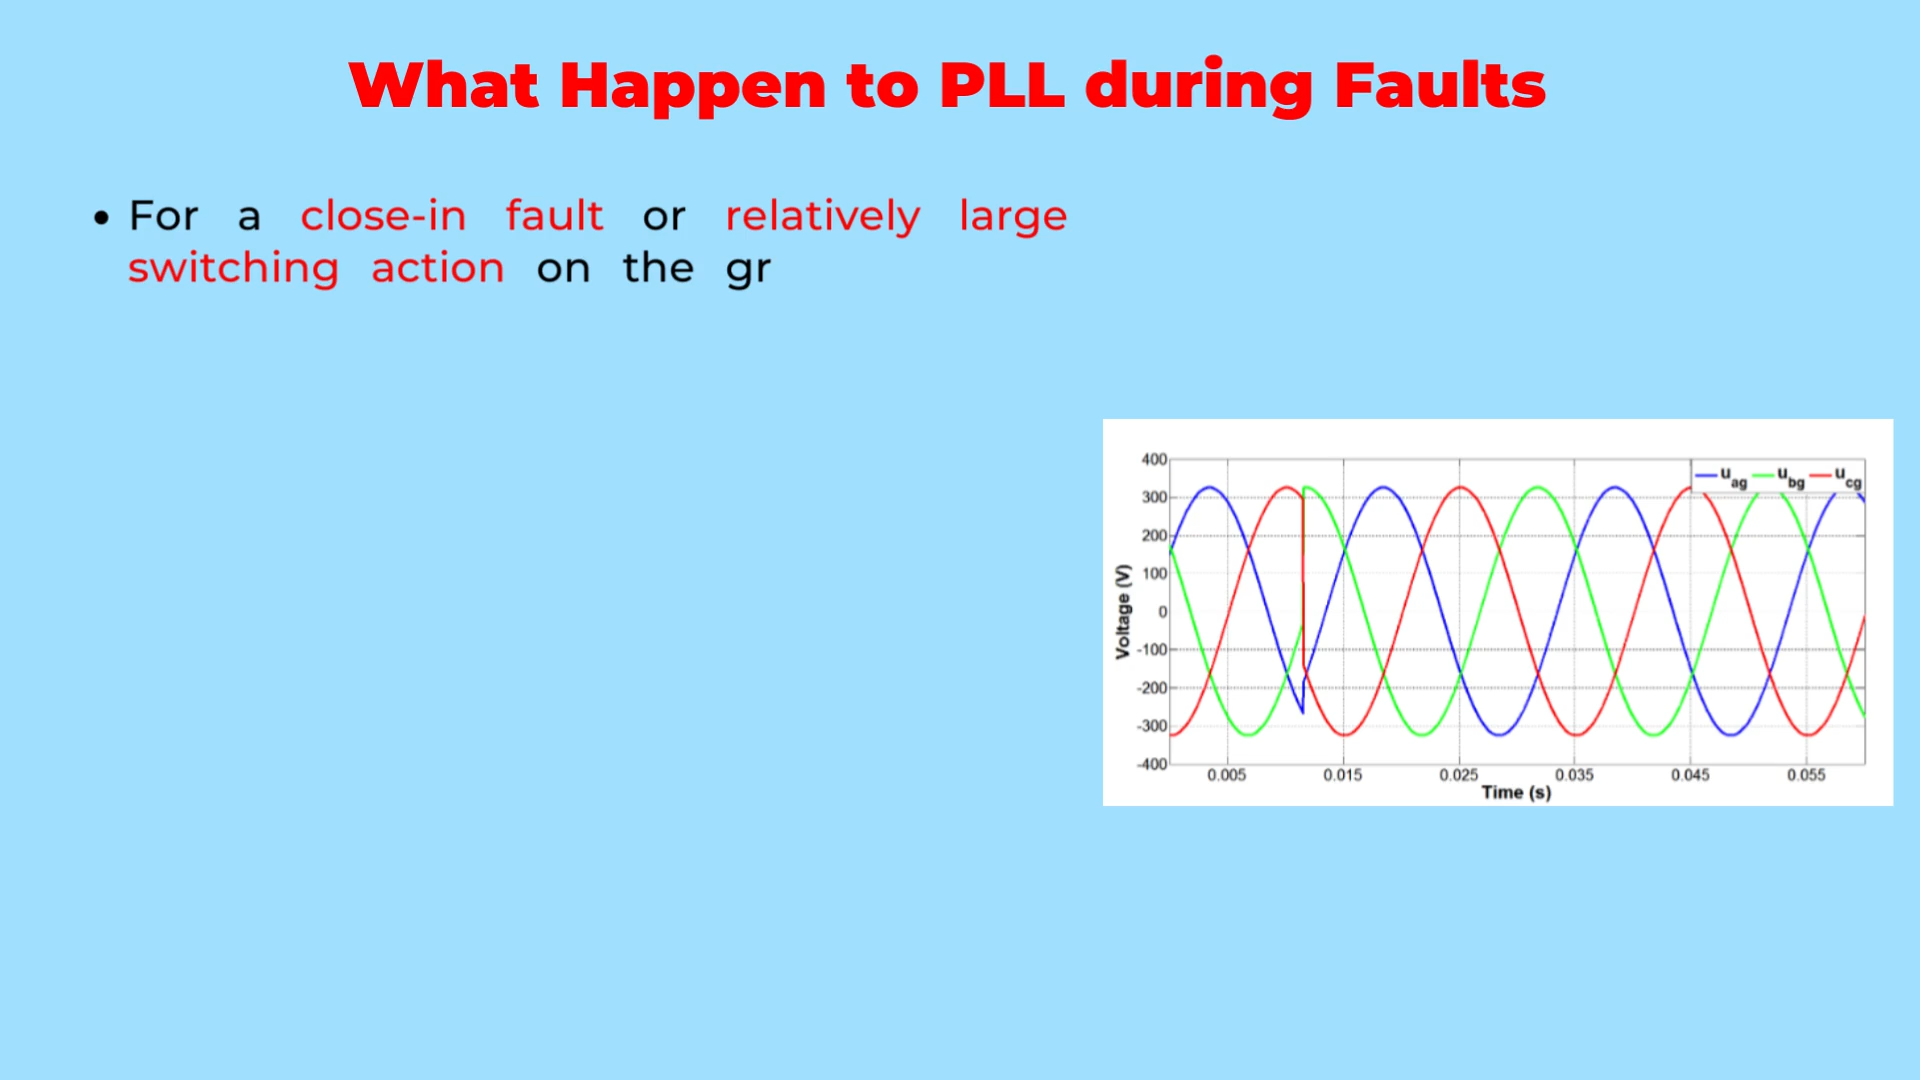 What Happen to PLL during Faults
• For a close-in fault or relatively large
switching action on the gr
400
300
200
100
0
-100
-200
-300
-400
Voltage (V)
u_ag u_bg u_cg
0.005 0.015 0.025 0.035 0.045 0.055
Time (s)